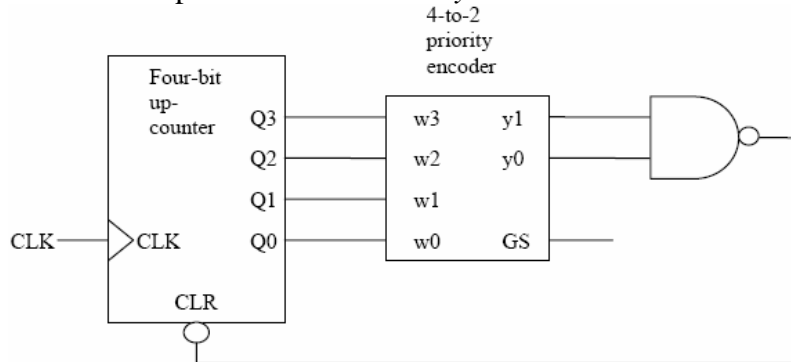 4-to-2
priority
encoder
Four-bit
up-
counter
Q3
w3
y1
Q2
w2
y0
Q1
w1
CLK
CLK
Q0
w0
GS
CLR